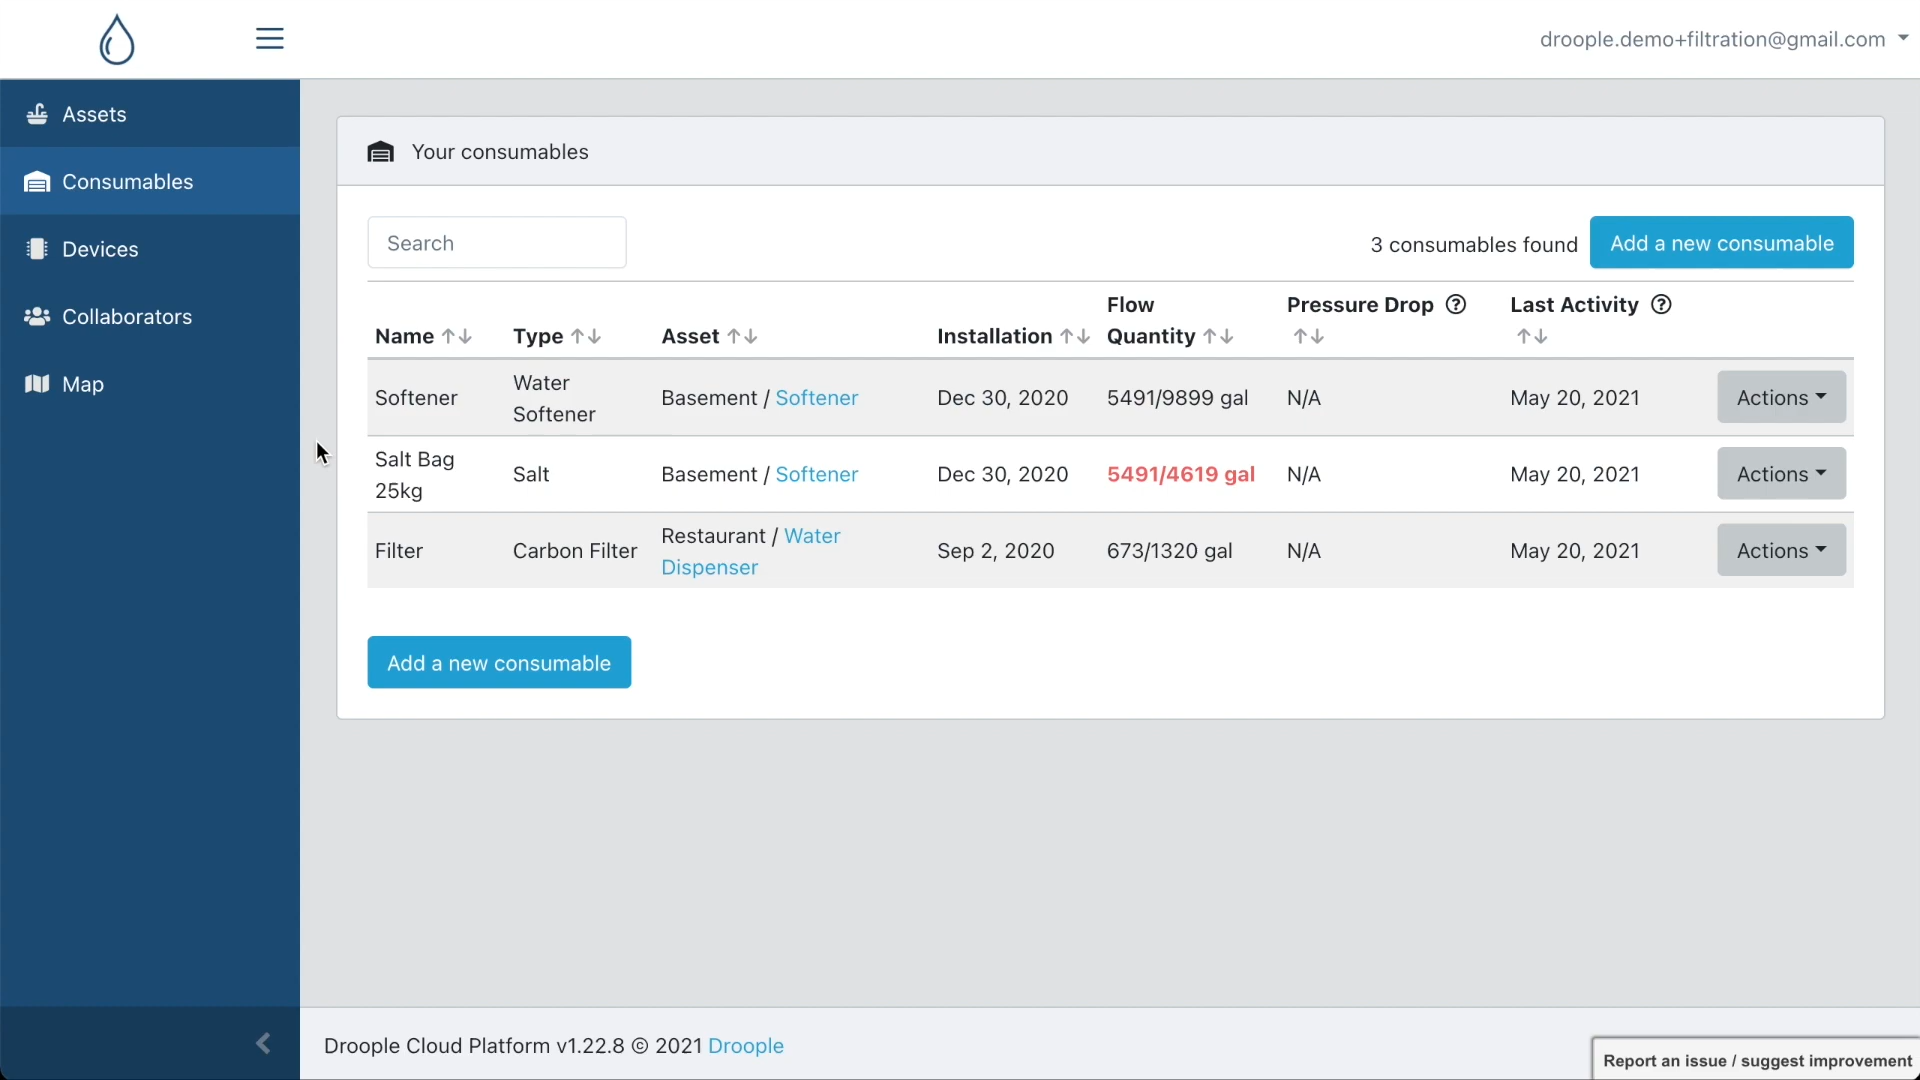 droople.demo+filtration@gmail.com
Assets
Consumables
Devices
Collaborators
Map
Your consumables
Search
3 consumables found
Add a new consumable
Name
Type
Asset
Installation
Flow
Quantity
Pressure Drop
Last Activity
Softener
Water
Softener
Basement / Softener
Dec 30, 2020
5491/9899 gal
N/A
May 20, 2021
Actions
Salt Bag
25kg
Salt
Basement / Softener
Dec 30, 2020
5491/4619 gal
N/A
May 20, 2021
Actions
Filter
Carbon Filter
Restaurant / Water
Dispenser
Sep 2, 2020
673/1320 gal
N/A
May 20, 2021
Actions
Add a new consumable
Droople Cloud Platform v1.22.8 © 2021 Droople
Report an issue / suggest improvement